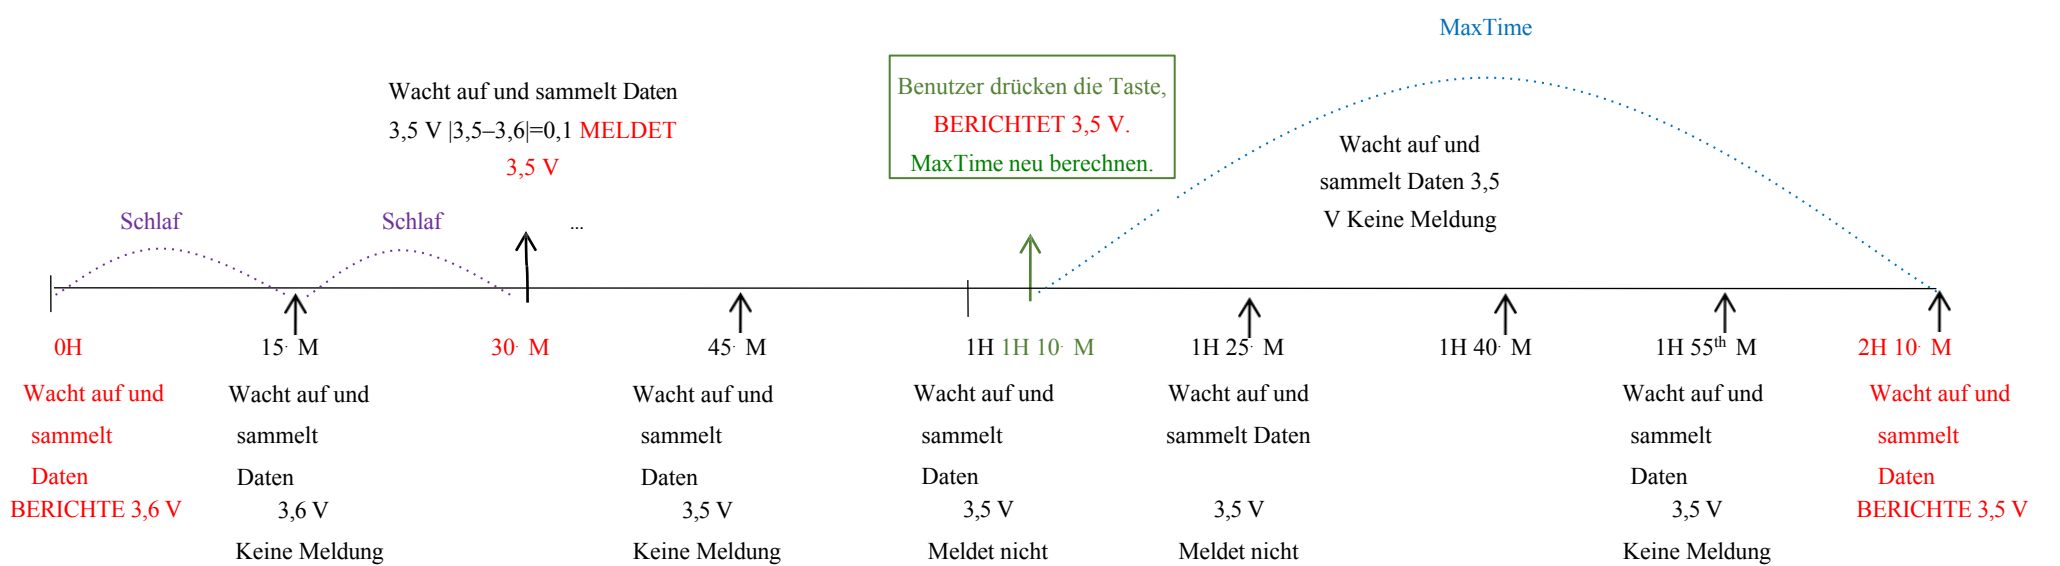 MaxTime
Wacht auf und sammelt Daten
3,5 V |3,5–3,6|=0,1 MELDET
3,5 V
Benutzer drücken die Taste,
BERICHTET 3,5 V.
MaxTime neu berechnen.
Wacht auf und
sammelt Daten 3,5
V Keine Meldung
Schlaf
Schlaf
...
0H
15. M
30. M
45. M
1H
1H 10. M
1H 25. M
1H 40. M
1H 55th M
2H 10. M
Wacht auf und
sammelt
Daten
BERICHTE 3,6 V
Wacht auf und
sammelt
Daten
3,6 V
Keine Meldung
Wacht auf und
sammelt
Daten
3,5 V
Keine Meldung
Wacht auf und
sammelt
Daten
3,5 V
Meldet nicht
Wacht auf und
sammelt Daten
3,5 V
Meldet nicht
Wacht auf und
sammelt
Daten
3,5 V
Keine Meldung
Wacht auf und
sammelt
Daten
BERICHTE 3,5 V